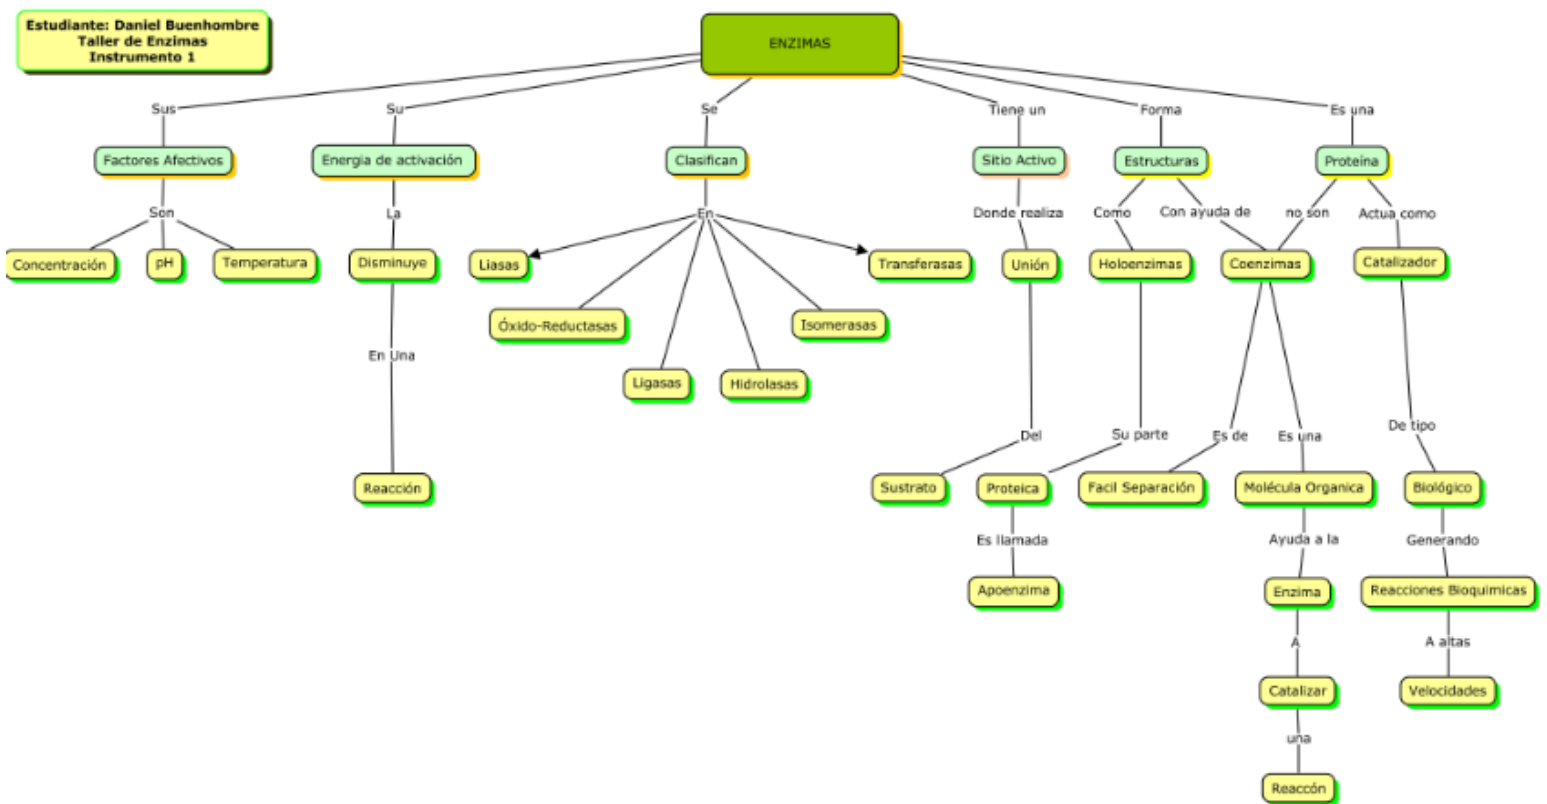 Estudiante: Daniel Buenhombre
Taller de Enzimas
Instrumento 1
ENZIMAS
Sus
Su
Se
Tiene un
Forma
Es una
Factores Afectivos
Energia de activación
Clasifican
Sitio Activo
Estructuras
Proteína
Son
La
En
Donde realiza
Como
Con ayuda de
no son
Actua como
Concentración
pH
Temperatura
Disminuye
Liasas
Transferasas
Unión
Holoenzimas
Coenzimas
Catalizador
Óxido-Reductasas
Isomerasas
En Una
Ligasas
Hidrolasas
Del
Su parte
Es de
Es una
De tipo
Reacción
Sustrato
Proteica
Facil Separación
Molécula Organica
Biológico
Es llamada
Ayuda a la
Generando
Apoenzima
Enzima
Reacciones Bioquimicas
A
A altas
Catalizar
Velocidades
una
Reaccón